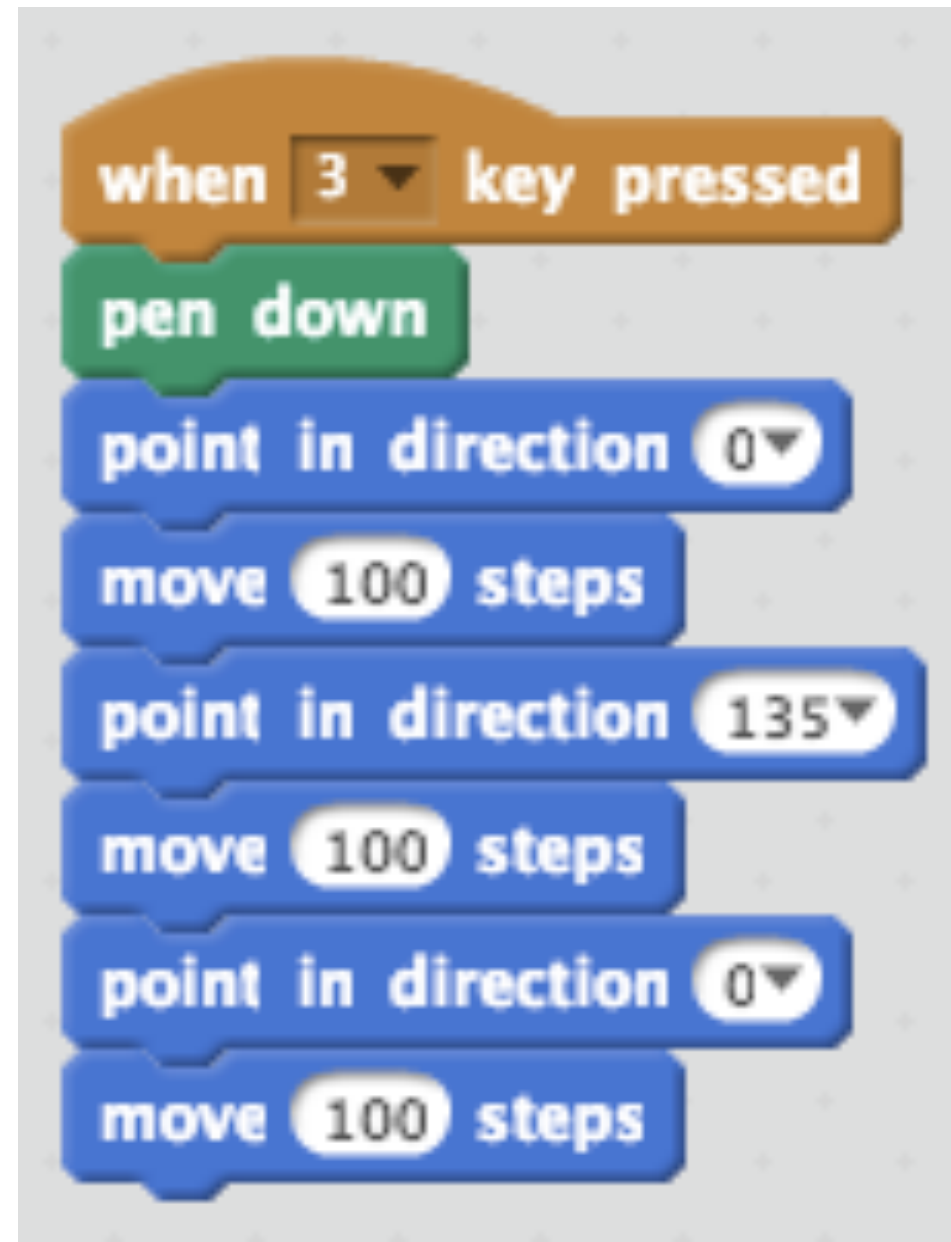 when 3 key pressed
pen down
point in direction 0
move 100 steps
point in direction 135
move 100 steps
point in direction 0
move 100 steps